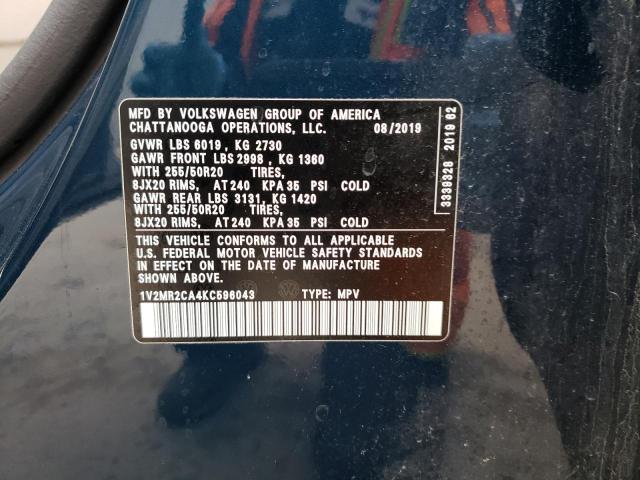 MFD BY VOLKSWAGEN GROUP OF AMERICA
CHATTANOOGA OPERATIONS, LLC. 08/2019
GVWR LBS 6019, KG 2730
GAWR FRONT LBS 2998, KG 1360
WITH 255/50R20 TIRES,
8JX20 RIMS, AT 240 KPA 35 PSI COLD
GAWR REAR LBS 3131, KG 1420
WITH 255/50R20 TIRES,
8JX20 RIMS, AT 240 KPA 35 PSI COLD
THIS VEHICLE CONFORMS TO ALL APPLICABLE
U.S. FEDERAL MOTOR VEHICLE SAFETY STANDARDS
IN EFFECT ON THE DATE OF MANUFACTURE
SHOWN ABOVE.
1V2MR2CA4KC596043 TYPE: MPV
3339328 2019 62